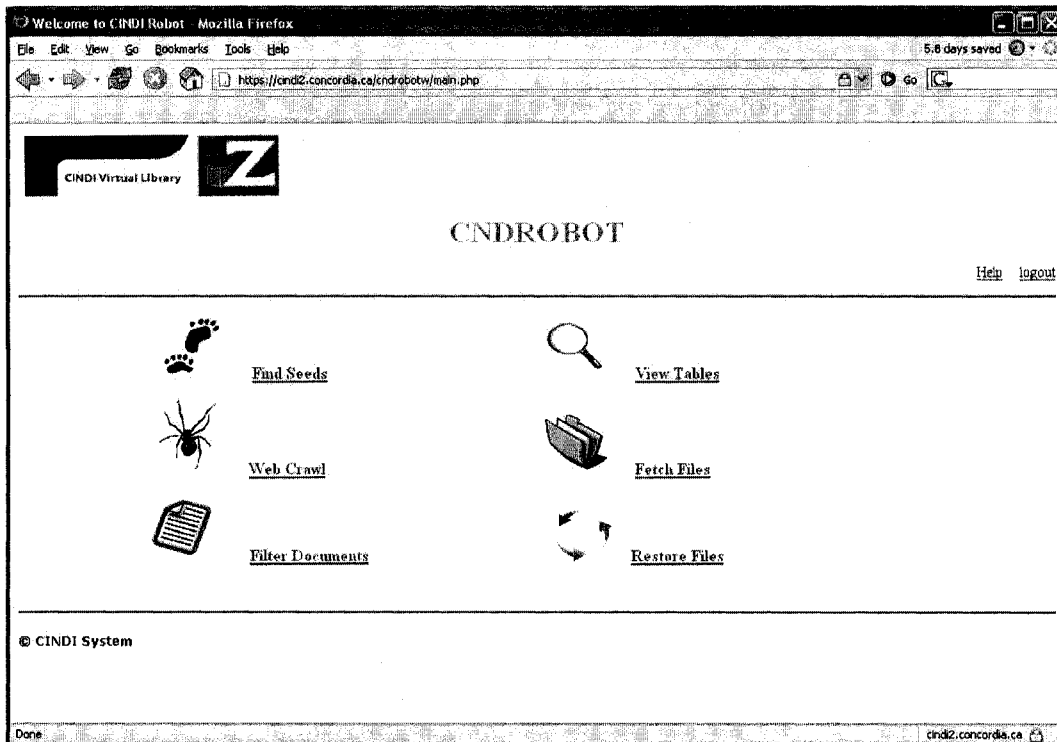 Welcome to CINDI Robot - Mozilla Firefox
File Edit View Go Bookmarks Tools Help
5.8 days saved
https://cindi2.concordia.ca/cndrobotw/main.php
Go
G
CINDI Virtual Library
Z
CNDROBOT
Help logout
Find Seeds
View Tables
Web Crawl
Fetch Files
Filter Documents
Restore Files
© CINDI System
Done
cindi2.concordia.ca